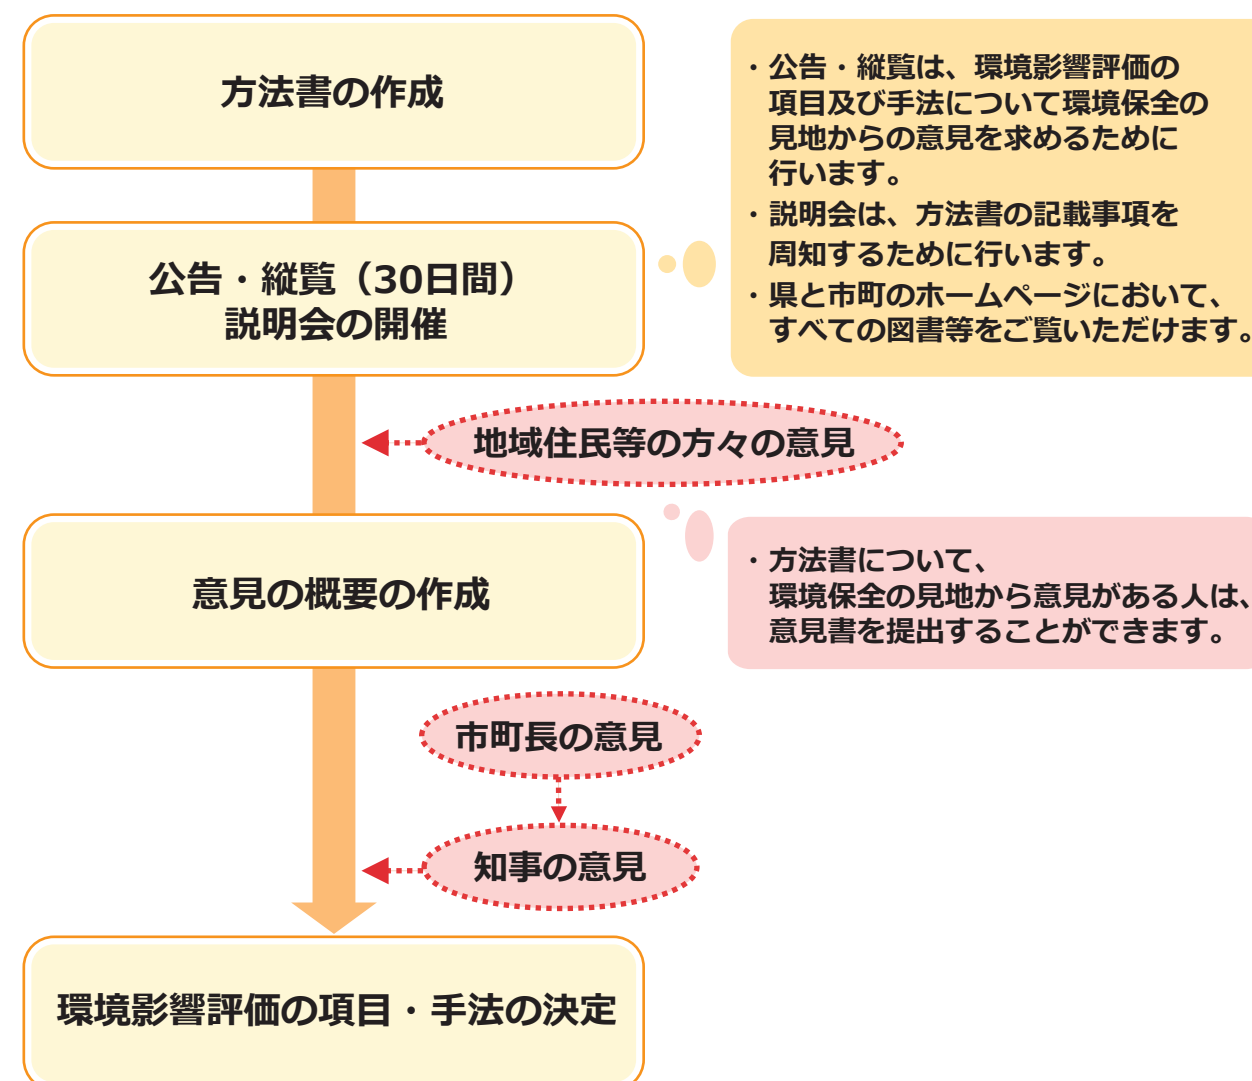 方法書の作成
・公告・縦覧は、環境影響評価の
項目及び手法について環境保全の
見地からの意見を求めるために
行います。
・説明会は、方法書の記載事項を
周知するために行います。
・県と市町のホームページにおいて、
すべての図書等をご覧いただけます。
公告・縦覧（30日間）
説明会の開催
地域住民等の方々の意見
・方法書について、
環境保全の見地から意見がある人は、
意見書を提出することができます。
意見の概要の作成
市町長の意見
知事の意見
環境影響評価の項目・手法の決定